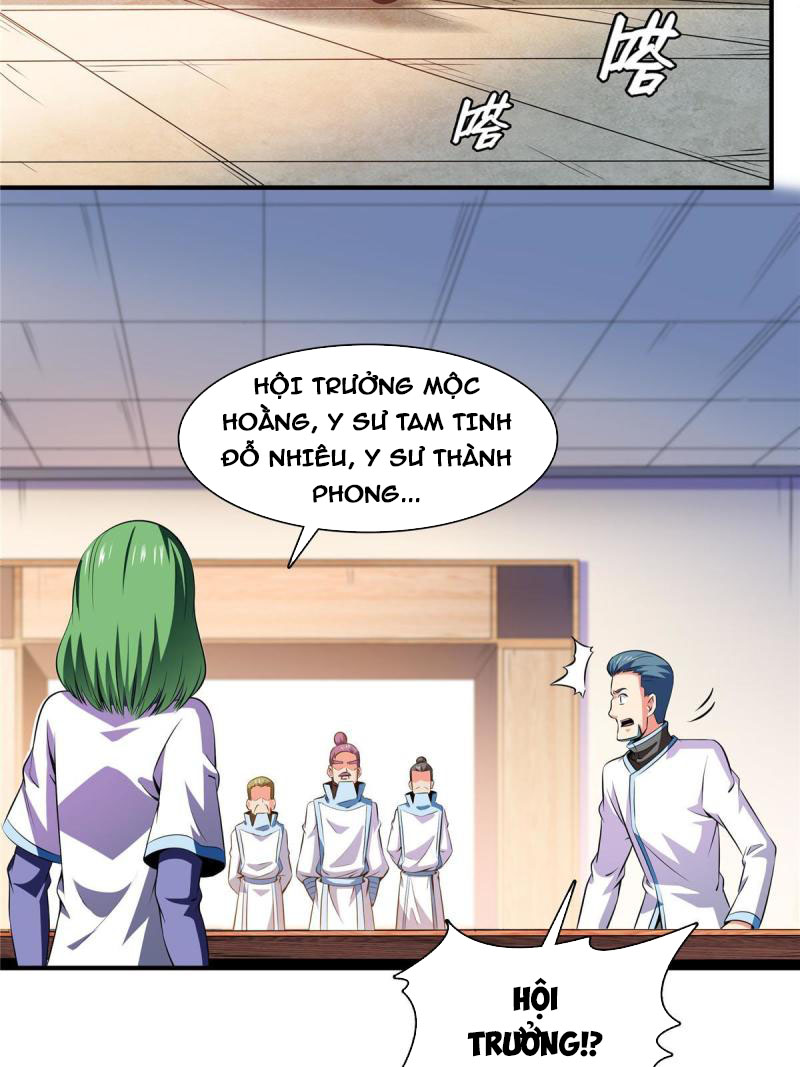 嗒
嗒
HỘI TRƯỞNG MỘC
HOẰNG, Y SƯ TAM TINH
ĐỖ NHIÊU, Y SƯ THÀNH
PHONG...
HỘI
TRƯỞNG!?